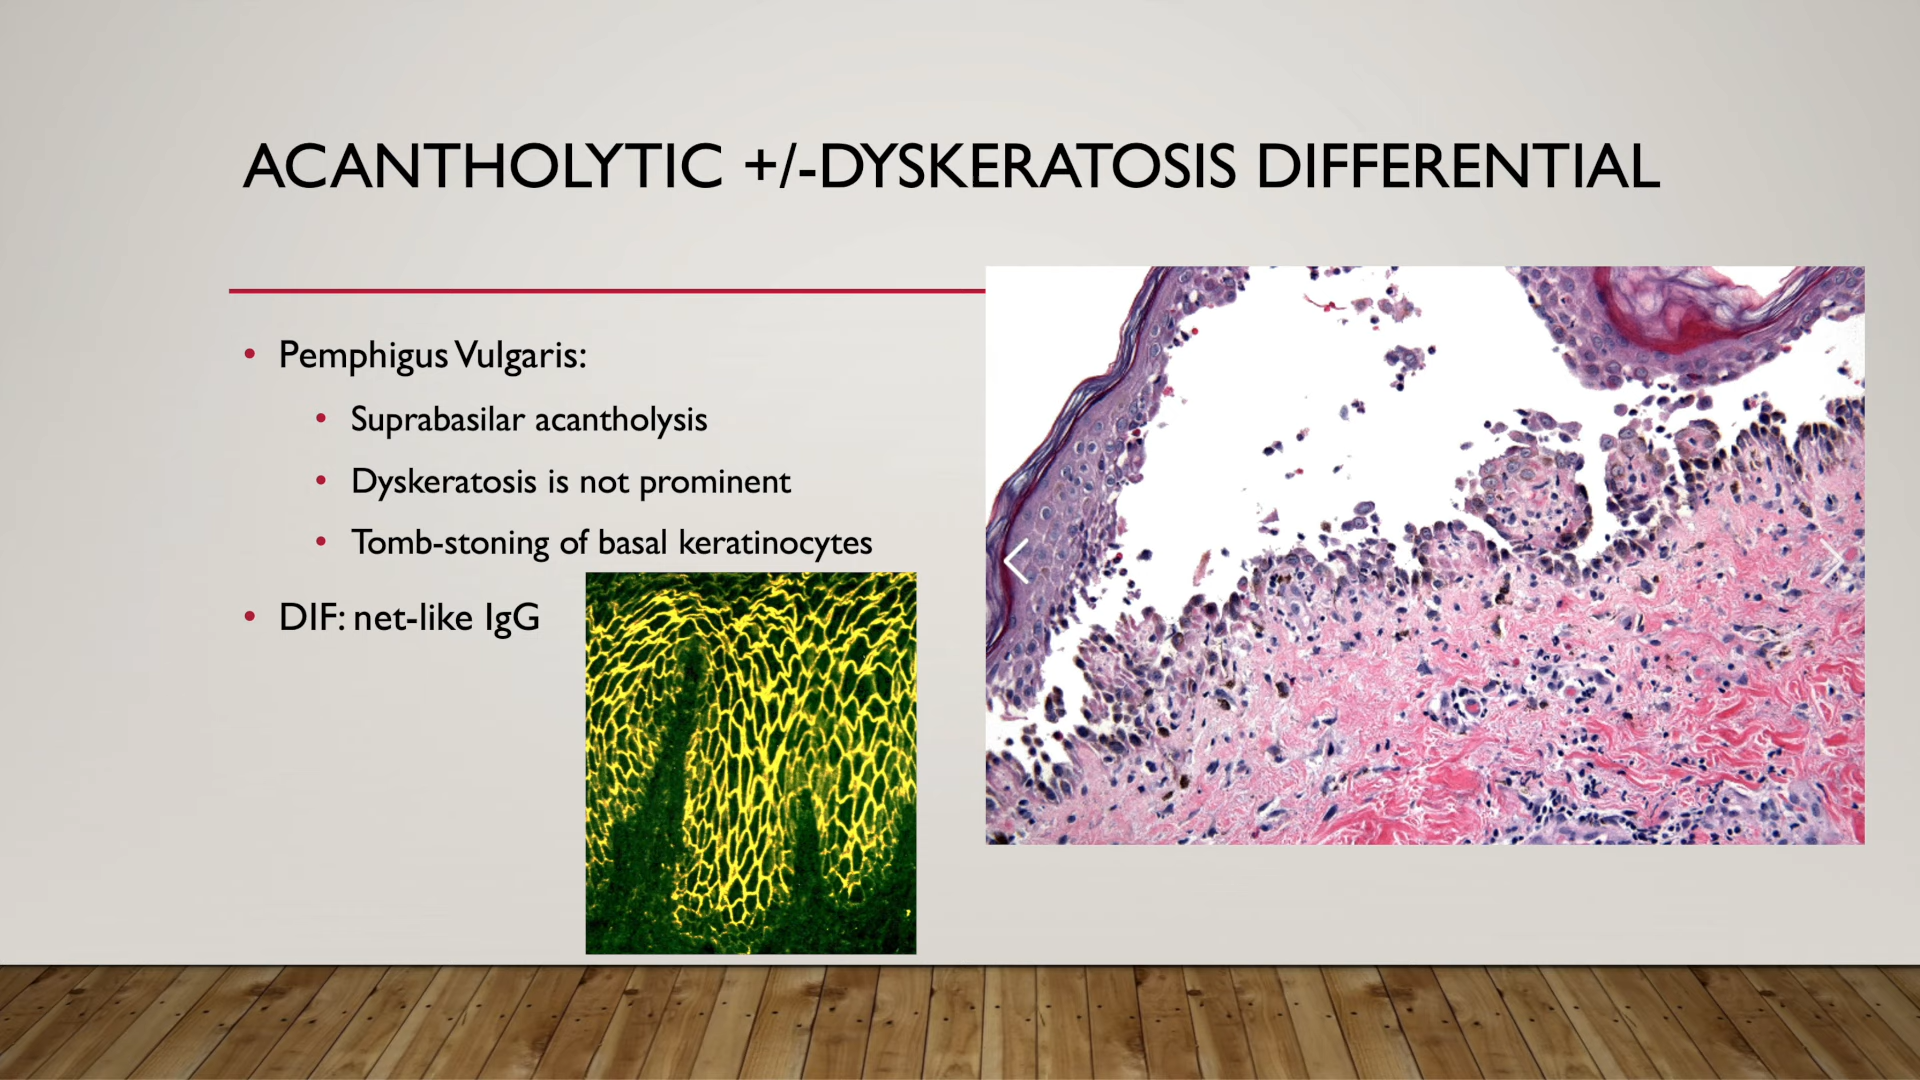 ACANTHOLYTIC +/-DYSKERATOSIS DIFFERENTIAL
• Pemphigus Vulgaris:
• Suprabasilar acantholysis
• Dyskeratosis is not prominent
• Tomb-stoning of basal keratinocytes
• DIF: net-like IgG